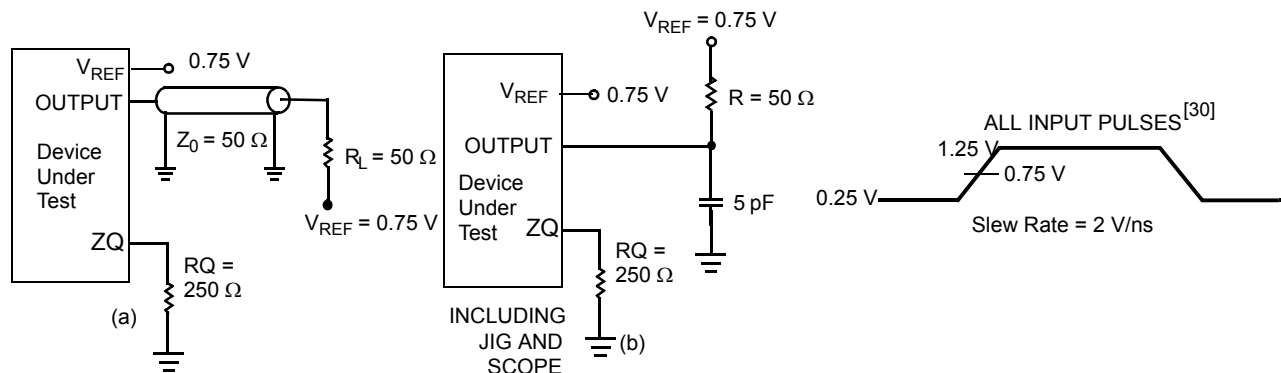 V_REF
0.75 V
OUTPUT
Z_0 = 50 Ω
Device
Under
Test
R_L = 50 Ω
V_REF = 0.75 V
ZQ
RQ =
250 Ω
(a)
V_REF = 0.75 V
R = 50 Ω
V_REF
0.75 V
OUTPUT
Device
Under
Test
5 pF
ZQ
RQ =
250 Ω
INCLUDING
JIG AND
SCOPE
(b)
ALL INPUT PULSES[30]
1.25 V
0.75 V
0.25 V
Slew Rate = 2 V/ns